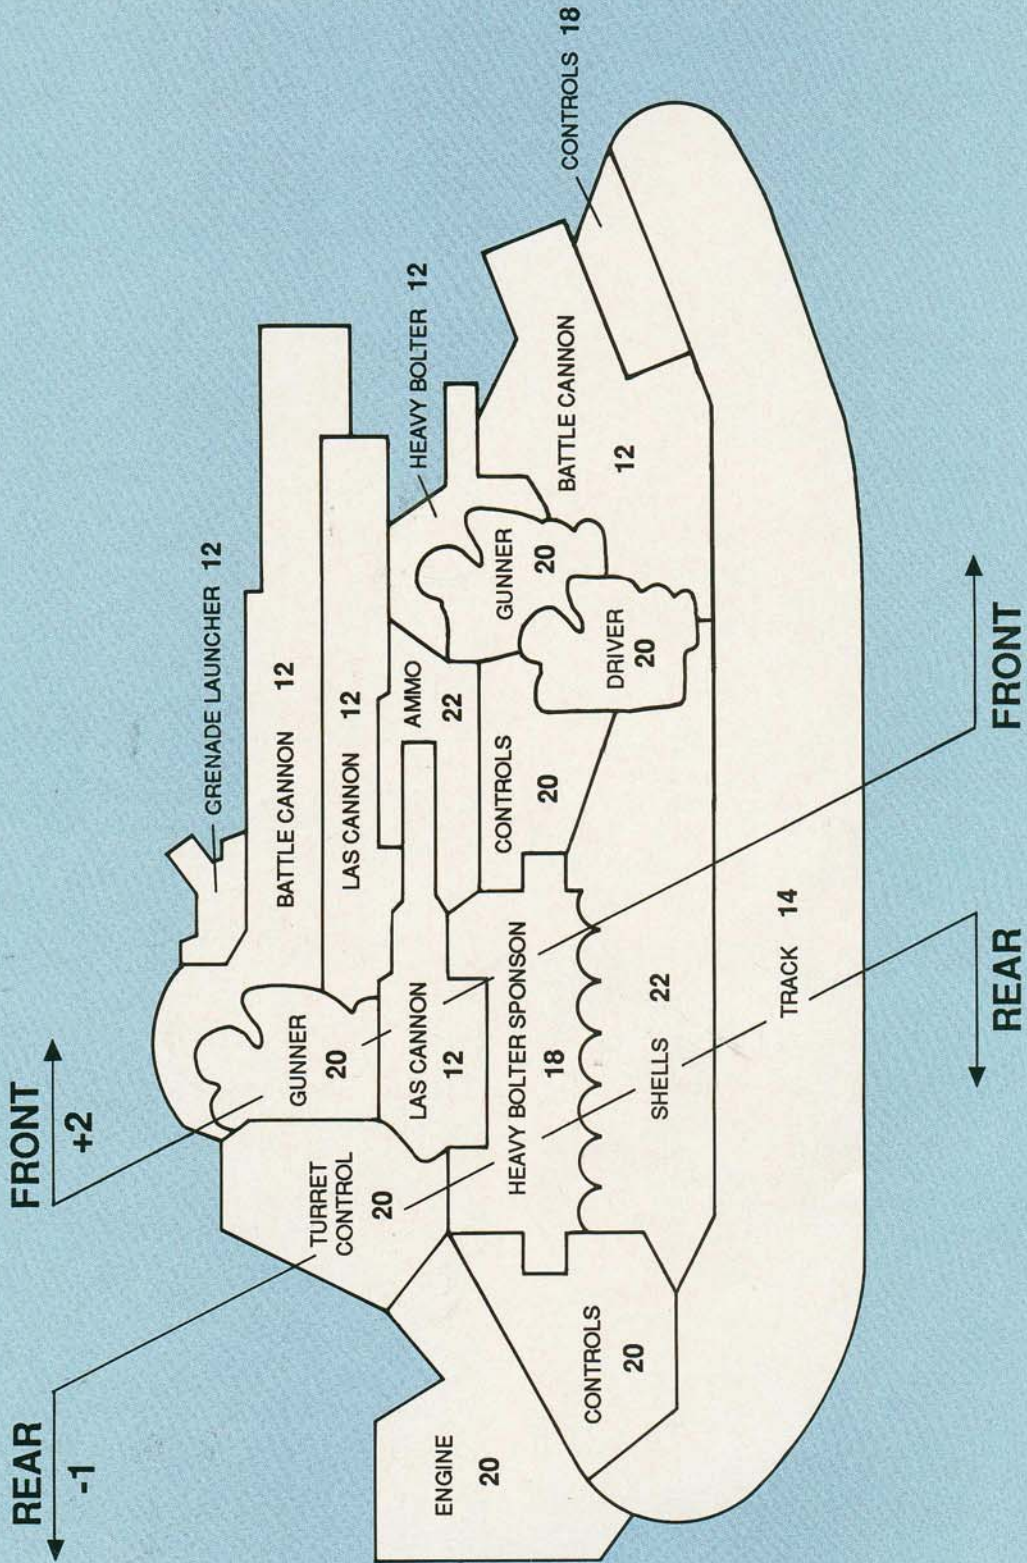 REAR
-1
FRONT
+2
GRENADE LAUNCHER 12
BATTLE CANNON 12
LAS CANNON 12
GUNNER
20
TURRET
CONTROL
20
LAS CANNON
12
AMMO
22
HEAVY BOLTER 12
GUNNER
20
ENGINE
20
CONTROLS
20
HEAVY BOLTER SPONSON
18
CONTROLS
20
DRIVER
20
BATTLE CANNON
12
CONTROLS 18
SHELLS 22
TRACK 14
REAR
FRONT